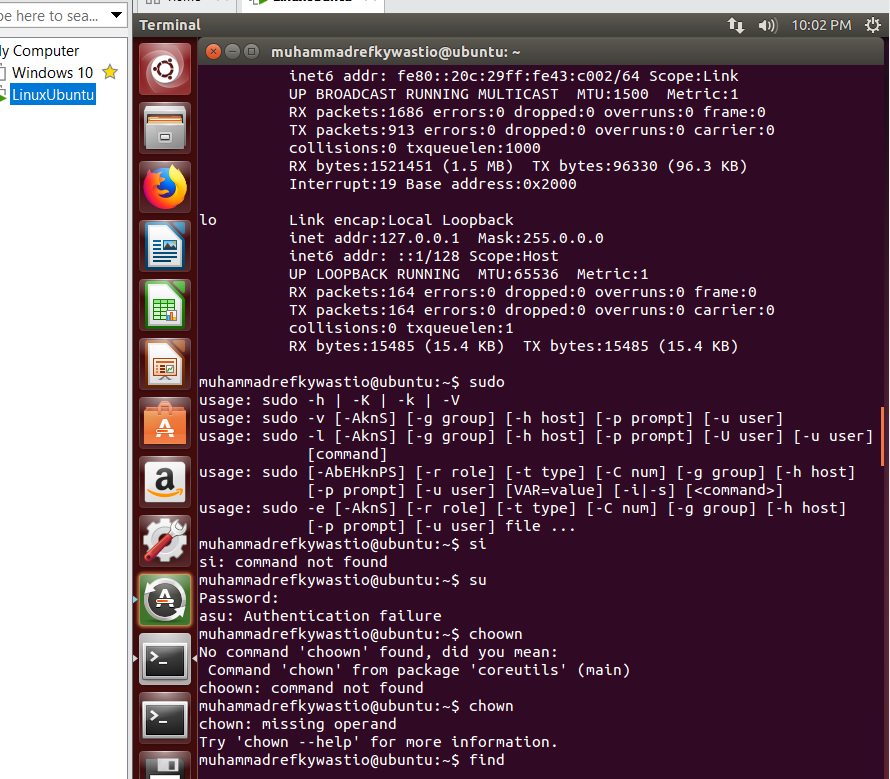 pe here to sea...
ly Computer
Windows 10
LinuxUbuntu
Terminal
10:02 PM
muhammadrefkywastio@ubuntu: ~
inet6 addr: fe80::20c:29ff:fe43:c002/64 Scope:Link
UP BROADCAST RUNNING MULTICAST  MTU:1500  Metric:1
RX packets:1686 errors:0 dropped:0 overruns:0 frame:0
TX packets:913 errors:0 dropped:0 overruns:0 carrier:0
collisions:0 txqueuelen:1000
RX bytes:1521451 (1.5 MB)  TX bytes:96330 (96.3 KB)
Interrupt:19 Base address:0x2000
lo        Link encap:Local Loopback
inet addr:127.0.0.1  Mask:255.0.0.0
inet6 addr: ::1/128 Scope:Host
UP LOOPBACK RUNNING  MTU:65536  Metric:1
RX packets:164 errors:0 dropped:0 overruns:0 frame:0
TX packets:164 errors:0 dropped:0 overruns:0 carrier:0
collisions:0 txqueuelen:1
RX bytes:15485 (15.4 KB)  TX bytes:15485 (15.4 KB)
muhammadrefkywastio@ubuntu:~$ sudo
usage: sudo -h | -K | -k | -V
usage: sudo -v [-AknS] [-g group] [-h host] [-p prompt] [-u user]
usage: sudo -l [-AknS] [-g group] [-h host] [-p prompt] [-U user] [-u user]
[command]
usage: sudo [-AbEHknPS] [-r role] [-t type] [-C num] [-g group] [-h host]
[-p prompt] [-u user] [VAR=value] [-i|-s] [<command>]
usage: sudo -e [-AknS] [-r role] [-t type] [-C num] [-g group] [-h host]
[-p prompt] [-u user] file ...
muhammadrefkywastio@ubuntu:~$ si
si: command not found
muhammadrefkywastio@ubuntu:~$ su
Password:
asu: Authentication failure
muhammadrefkywastio@ubuntu:~$ choown
No command 'choown' found, did you mean:
Command 'chown' from package 'coreutils' (main)
choown: command not found
muhammadrefkywastio@ubuntu:~$ chown
chown: missing operand
Try 'chown --help' for more information.
muhammadrefkywastio@ubuntu:~$ find